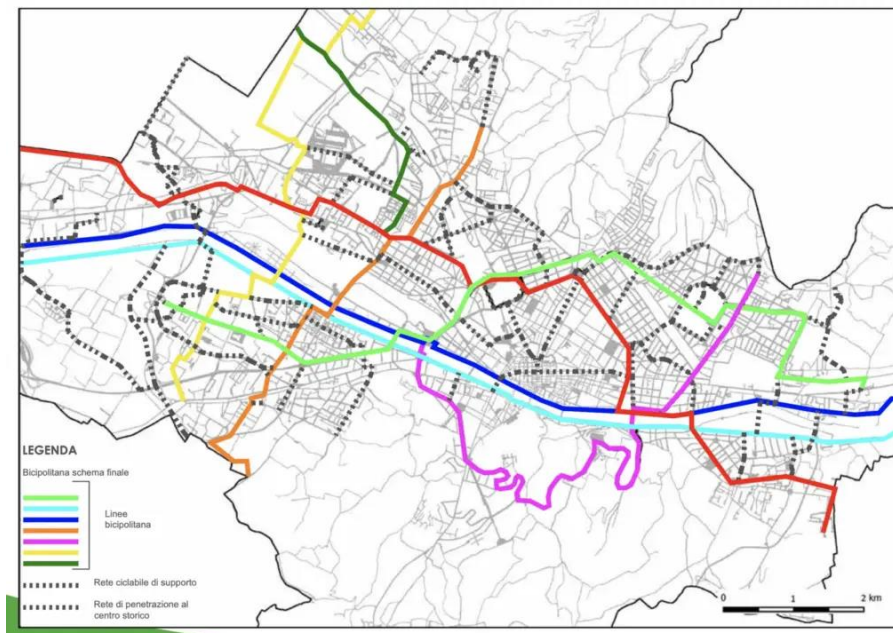 LEGENDA
Bicipolitana schema finale
Linee
bicipolitana
Rete ciclabile di supporto
Rete di penetrazione al
centro storico
0 1 2 km